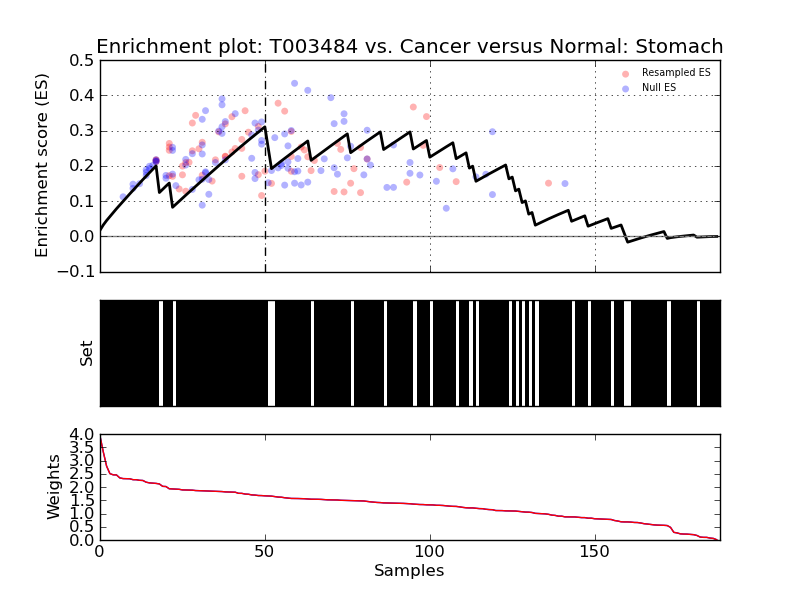 Enrichment plot: T003484 vs. Cancer versus Normal: Stomach
Enrichment score (ES)
0.5
0.4
0.3
0.2
0.1
0.0
−0.1
Resampled ES
Null ES
Set
Weights
4.0
3.5
3.0
2.5
2.0
1.5
1.0
0.5
0.0
0 50 100 150
Samples